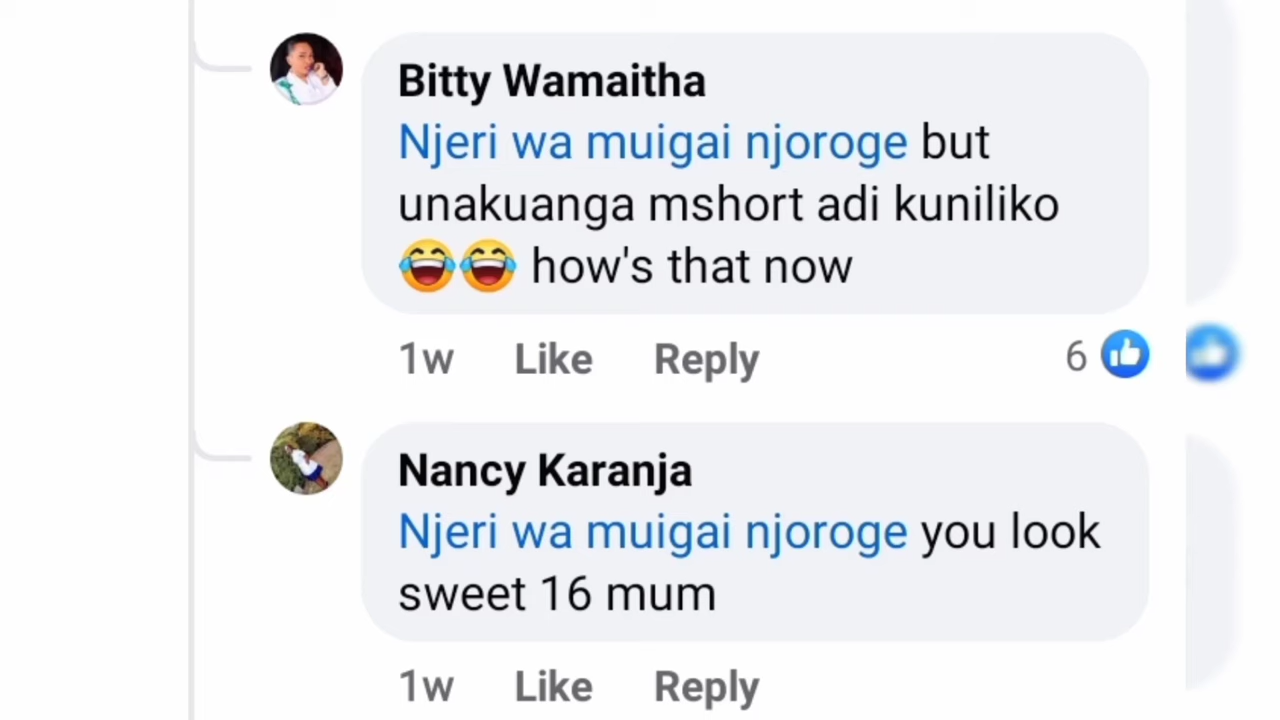 Bitty Wamaitha
Njeri wa muigai njoroge but
unakuanga mshort adi kuniliko
😂😂 how's that now
1w Like Reply 6
Nancy Karanja
Njeri wa muigai njoroge you look
sweet 16 mum
1w Like Reply